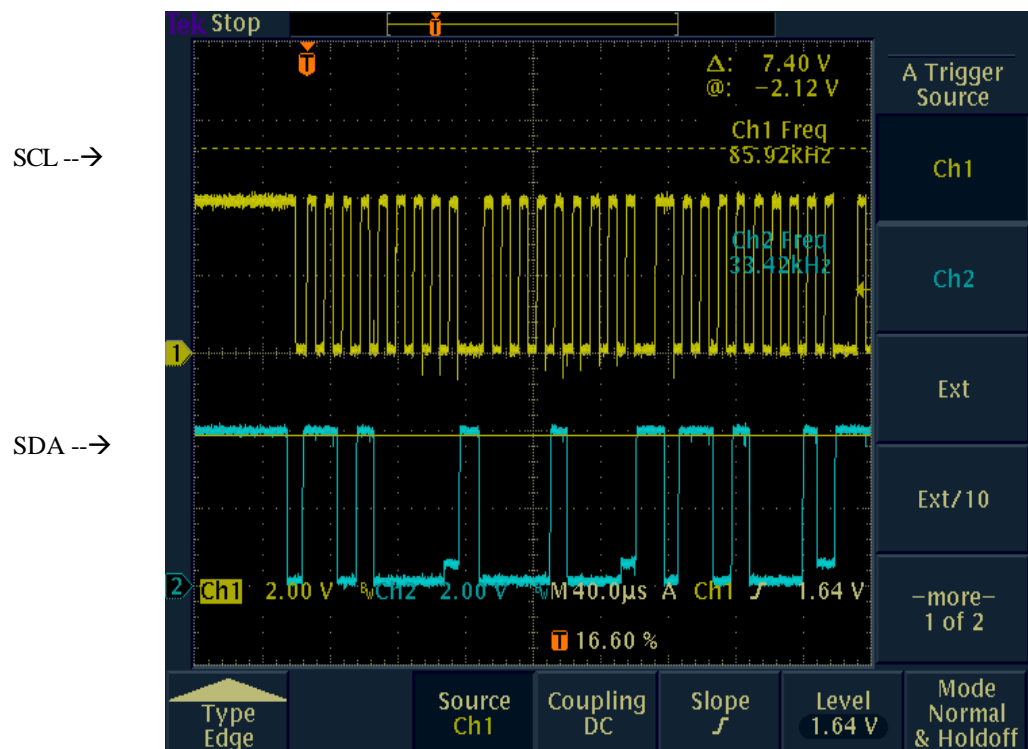 Tek Stop
Δ: 7.40 V
@: −2.12 V
Ch1 Freq
85.92kHz
SCL --→
Ch2 Freq
33.42kHz
SDA --→
T
T
1
2
Ch1 2.00 V BW Ch2 2.00 V BW M 40.0µs A Ch1 ʃ 1.64 V
T 16.60 %
A Trigger
Source
Ch1
Ch2
Ext
Ext/10
−more−
1 of 2
Type
Edge
Source
Ch1
Coupling
DC
Slope
ʃ
Level
1.64 V
Mode
Normal
& Holdoff